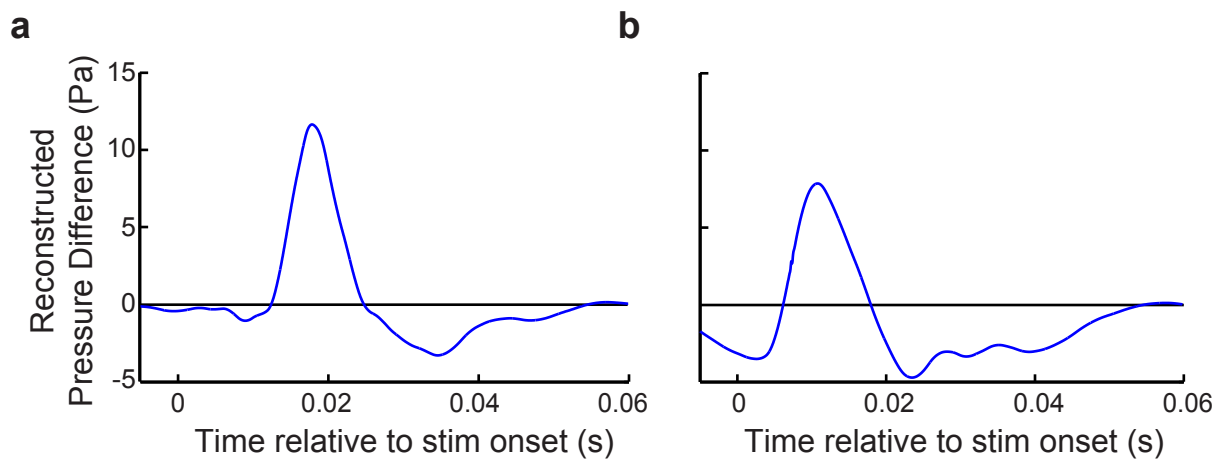 a
b
Reconstructed
Pressure Difference (Pa)
15
10
5
0
-5
0
0.02
0.04
0.06
Time relative to stim onset (s)
0
0.02
0.04
0.06
Time relative to stim onset (s)